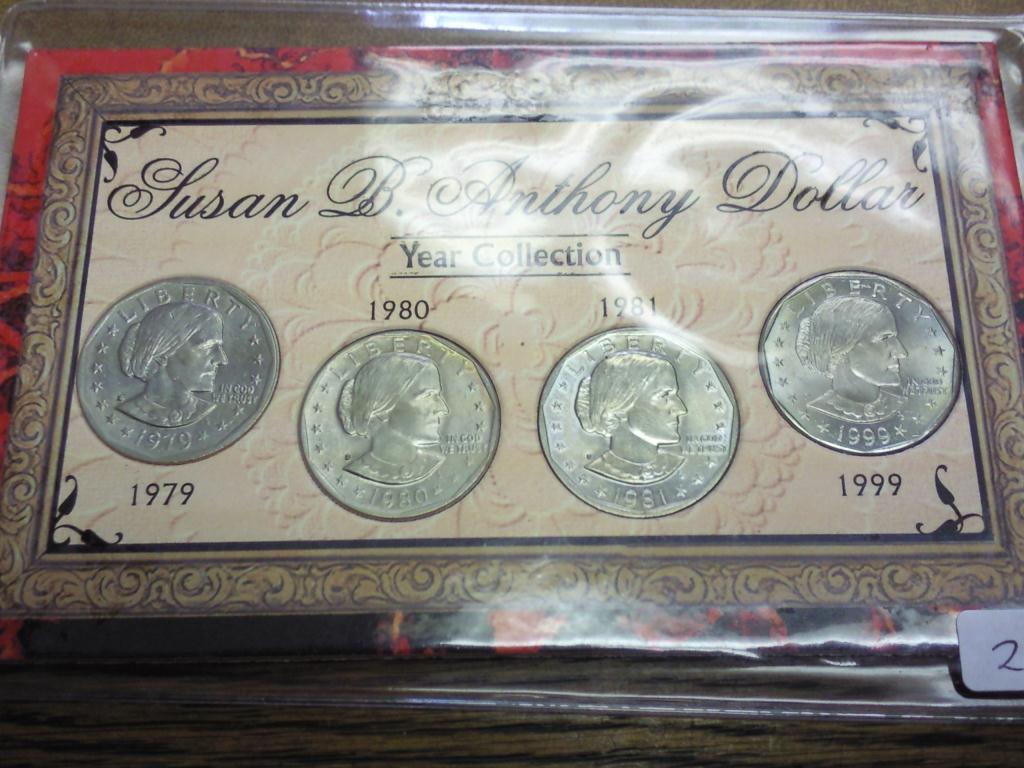 Susan B. Anthony Dollar
Year Collection
1980
1981
LIBERTY
IN GOD
WE TRUST
1979
LIBERTY
IN GOD
WE TRUST
1980
LIBERTY
IN GOD
WE TRUST
1981
LIBERTY
IN GOD
WE TRUST
1999
1979
1999
2